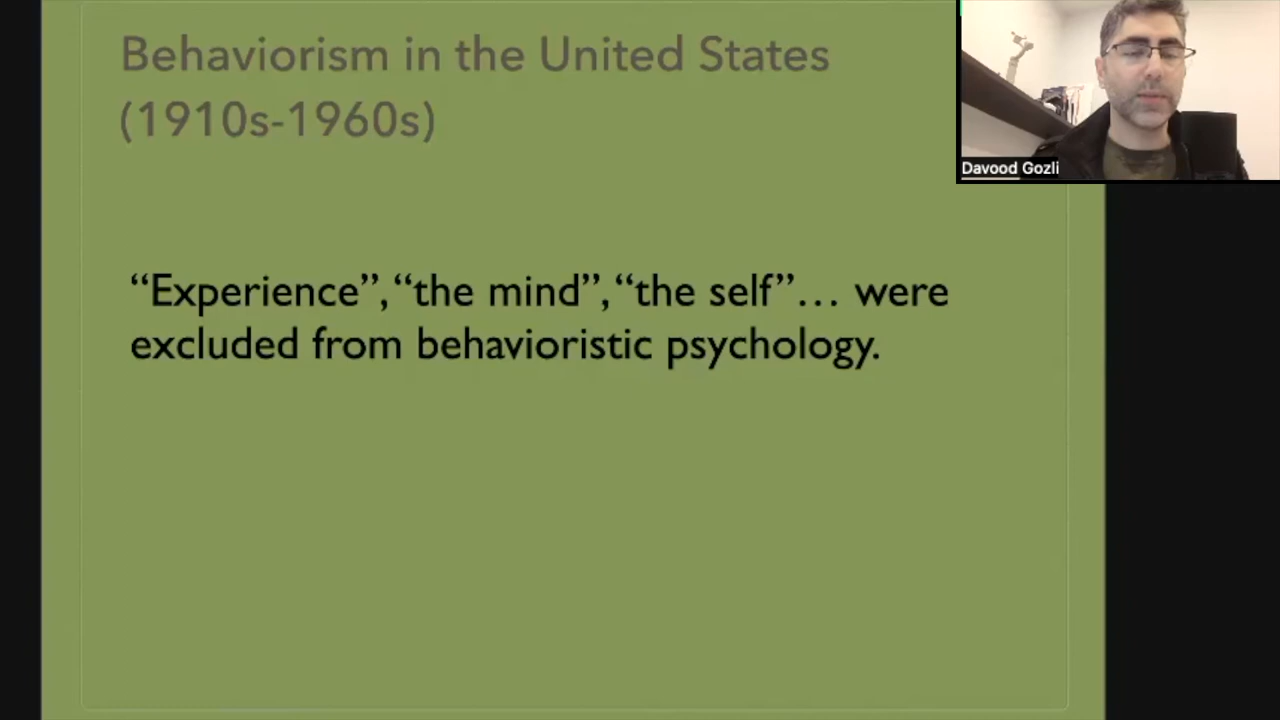 Behaviorism in the United States
(1910s-1960s)
“Experience”, “the mind”, “the self”… were
excluded from behavioristic psychology.
Davood Gozli